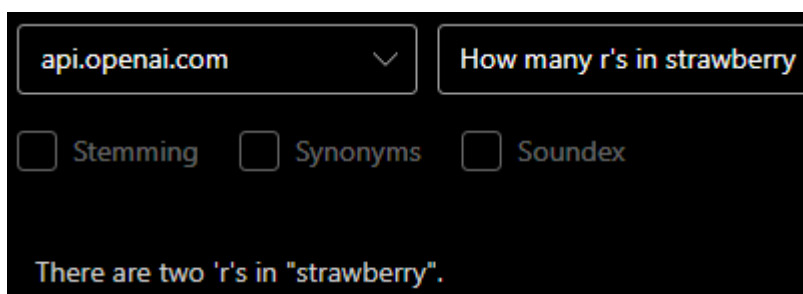 api.openai.com How many r's in strawberry
Stemming Synonyms Soundex
There are two 'r's in "strawberry".